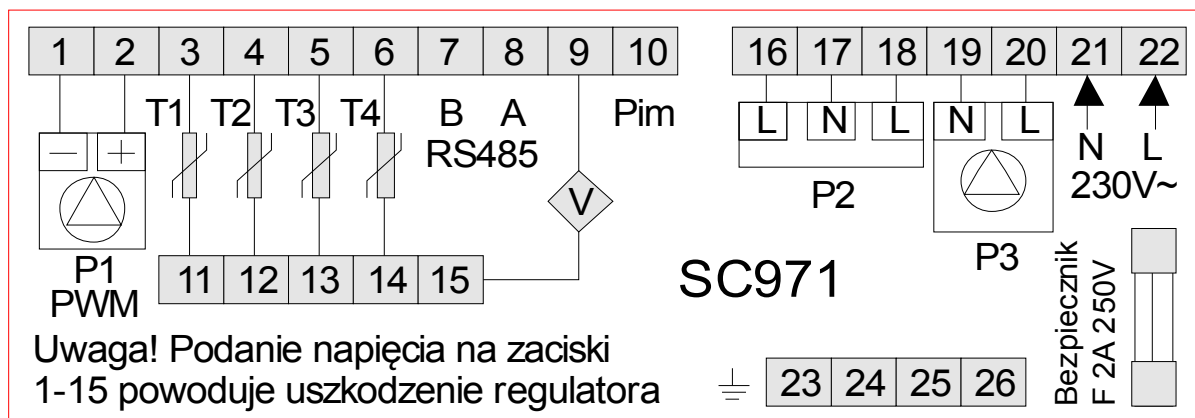 1 2 3 4 5 6 7 8 9 10
16 17 18 19 20 21 22
T1 T2 T3 T4 B A Pim
RS485
− +
P1
PWM
V
11 12 13 14 15
L N L
P2
N L
P3
N L
230V~
SC971
Bezpiecznik
F 2A 250V
Uwaga! Podanie napięcia na zaciski
1-15 powoduje uszkodzenie regulatora
23 24 25 26